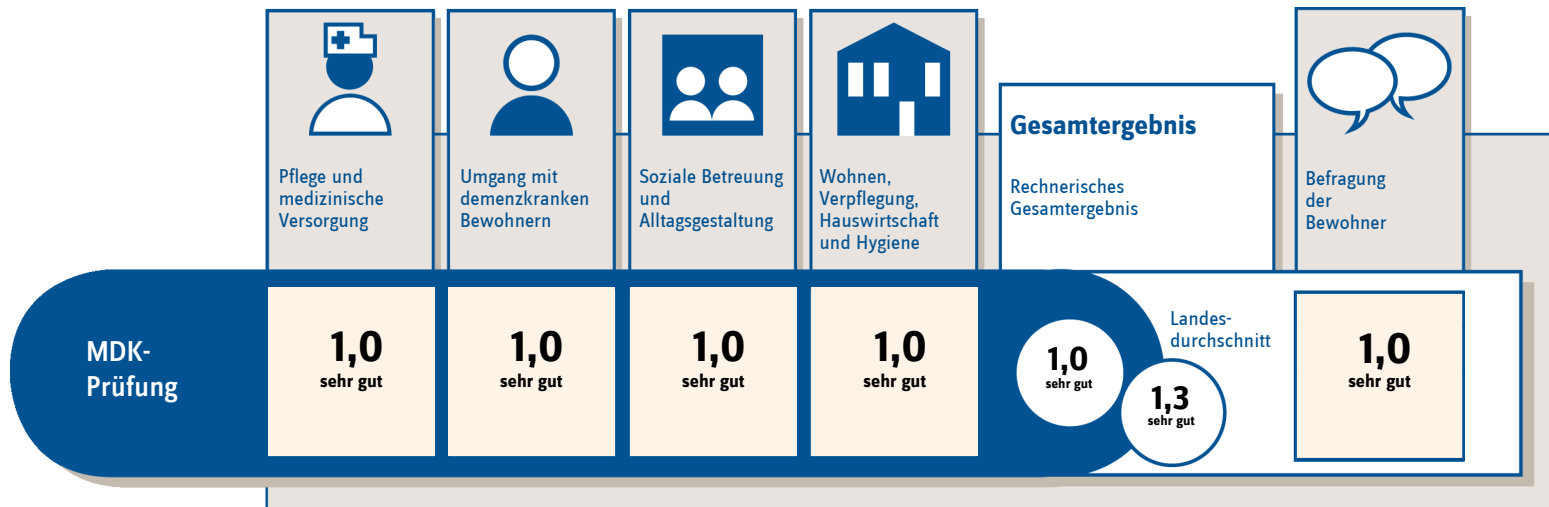 Pflege und
medizinische
Versorgung
Umgang mit
demenzkranken
Bewohnern
Soziale Betreuung
und
Alltagsgestaltung
Wohnen,
Verpflegung,
Hauswirtschaft
und Hygiene
Gesamtergebnis
Rechnerisches
Gesamtergebnis
Befragung
der
Bewohner
MDK-
Prüfung
1,0
sehr gut
1,0
sehr gut
1,0
sehr gut
1,0
sehr gut
1,0
sehr gut
Landes-
durchschnitt
1,3
sehr gut
1,0
sehr gut